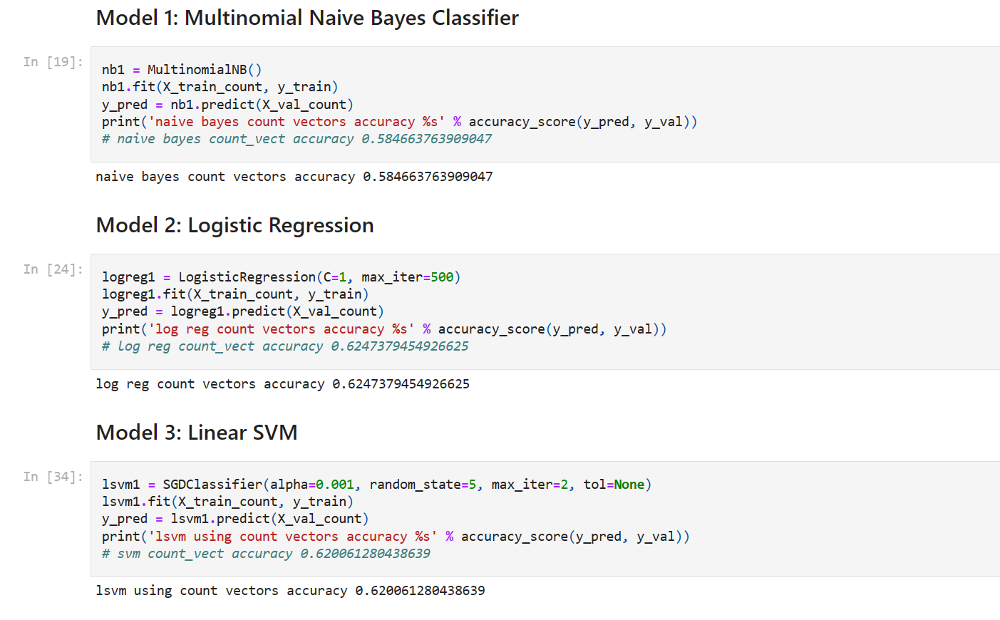 Model 1: Multinomial Naive Bayes Classifier
In [19]:
nb1 = MultinomialNB()
nb1.fit(X_train_count, y_train)
y_pred = nb1.predict(X_val_count)
print('naive bayes count vectors accuracy %s' % accuracy_score(y_pred, y_val))
# naive bayes count_vect accuracy 0.584663763909047
naive bayes count vectors accuracy 0.584663763909047
Model 2: Logistic Regression
In [24]:
logreg1 = LogisticRegression(C=1, max_iter=500)
logreg1.fit(X_train_count, y_train)
y_pred = logreg1.predict(X_val_count)
print('log reg count vectors accuracy %s' % accuracy_score(y_pred, y_val))
# log reg count_vect accuracy 0.6247379454926625
log reg count vectors accuracy 0.6247379454926625
Model 3: Linear SVM
In [34]:
lsvm1 = SGDClassifier(alpha=0.001, random_state=5, max_iter=2, tol=None)
lsvm1.fit(X_train_count, y_train)
y_pred = lsvm1.predict(X_val_count)
print('lsvm using count vectors accuracy %s' % accuracy_score(y_pred, y_val))
# svm count_vect accuracy 0.620061280438639
lsvm using count vectors accuracy 0.620061280438639